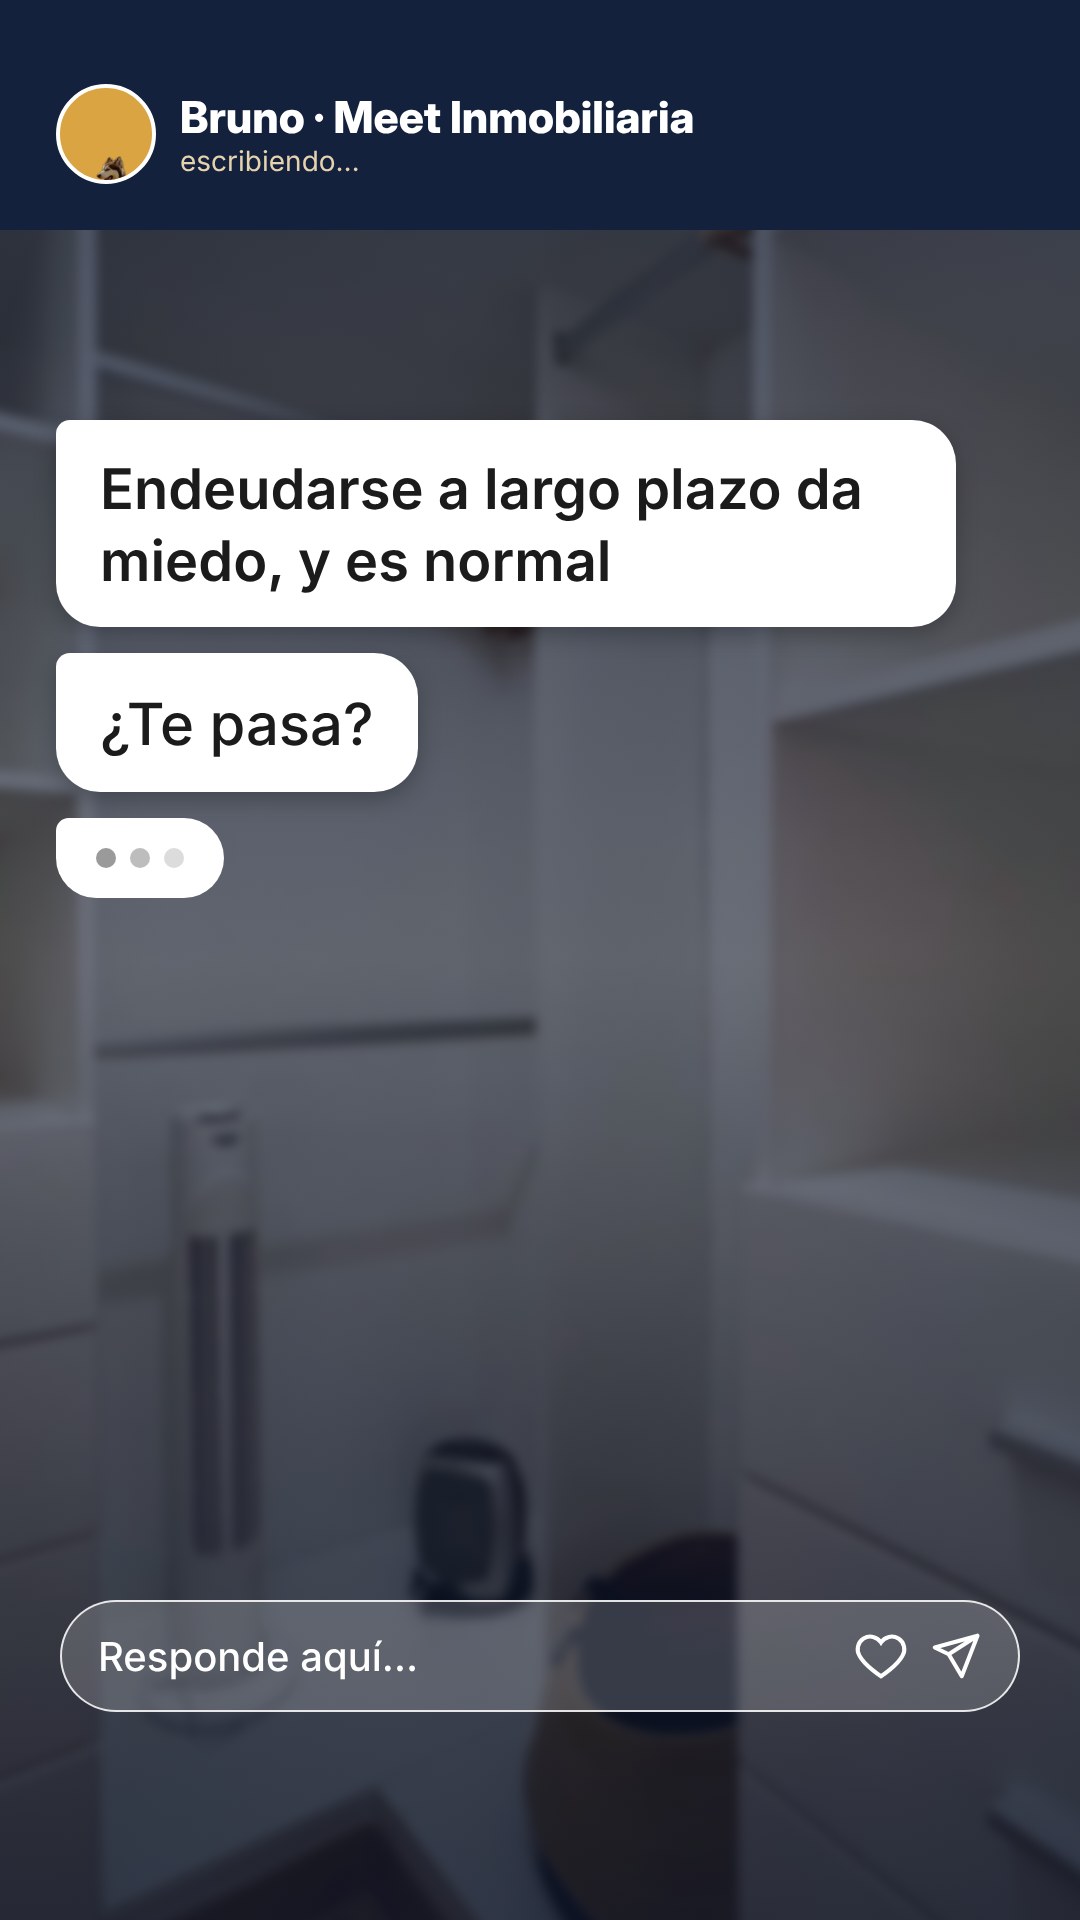 Bruno · Meet Inmobiliaria
escribiendo...
Endeudarse a largo plazo da
miedo, y es normal
¿Te pasa?
Responde aquí...